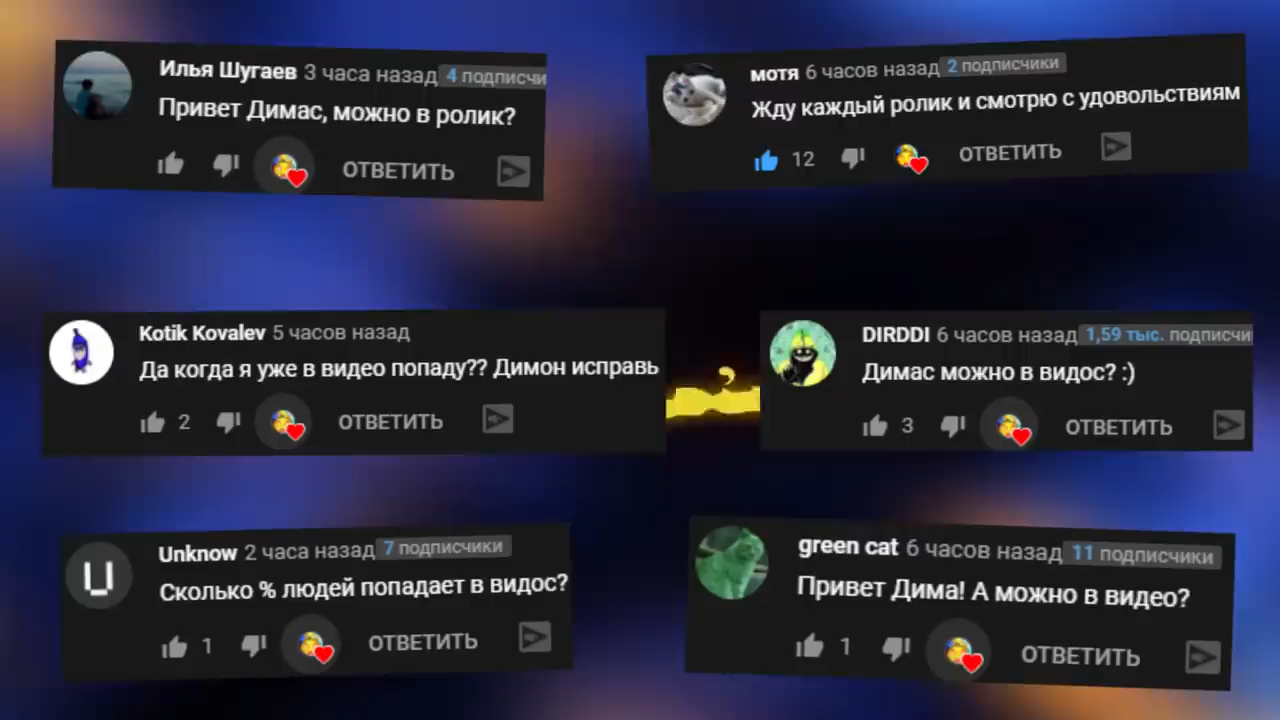 Илья Шугаев 3 часа назад 4 подписчи
Привет Димас, можно в ролик?
ОТВЕТИТЬ
мотя 6 часов назад 2 подписчики
Жду каждый ролик и смотрю с удовольствиям
12 ОТВЕТИТЬ
Kotik Kovalev 5 часов назад
Да когда я уже в видео попаду?? Димон исправь
2 ОТВЕТИТЬ
DIRDDI 6 часов назад 1,59 тыс. подписчи
Димас можно в видос? :)
3 ОТВЕТИТЬ
Unknow 2 часа назад 7 подписчики
Сколько % людей попадает в видос?
1 ОТВЕТИТЬ
green cat 6 часов назад 11 подписчики
Привет Дима! А можно в видео?
1 ОТВЕТИТЬ